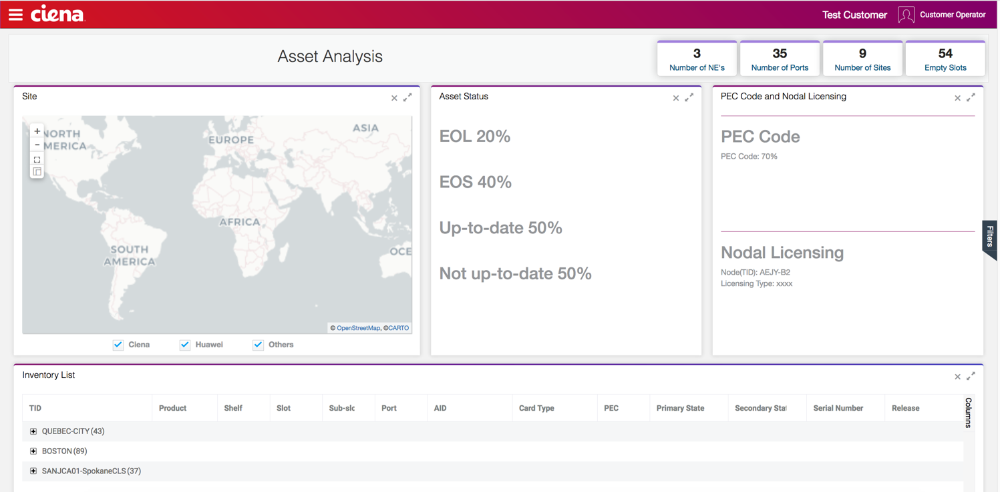 ciena
Test Customer
Customer Operator
Asset Analysis
3
Number of NE's
35
Number of Ports
9
Number of Sites
54
Empty Slots
Site
+
−
NORTH
MERICA
EUROPE
ASIA
AFRICA
SOUTH
AMERICA
OCE
© OpenStreetMap, ©CARTO
Ciena
Huawei
Others
Asset Status
EOL 20%
EOS 40%
Up-to-date 50%
Not up-to-date 50%
PEC Code and Nodal Licensing
PEC Code
PEC Code: 70%
Nodal Licensing
Node(TID): AEJY-B2
Licensing Type: xxxx
Filters
Inventory List
TID Product Shelf Slot Sub-slo Port AID Card Type PEC Primary State Secondary Stat Serial Number Release
Columns
QUEBEC-CITY (43)
BOSTON (89)
SANJCA01-SpokaneCLS (37)